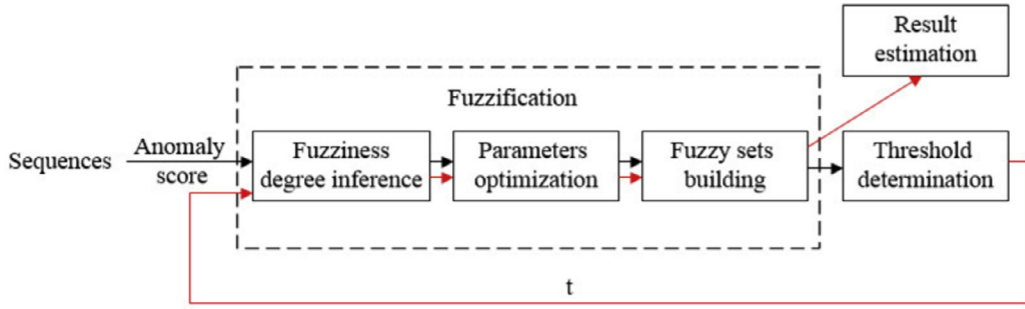 Result
estimation
Fuzzification
Sequences
Anomaly
score
Fuzziness
degree inference
Parameters
optimization
Fuzzy sets
building
Threshold
determination
t